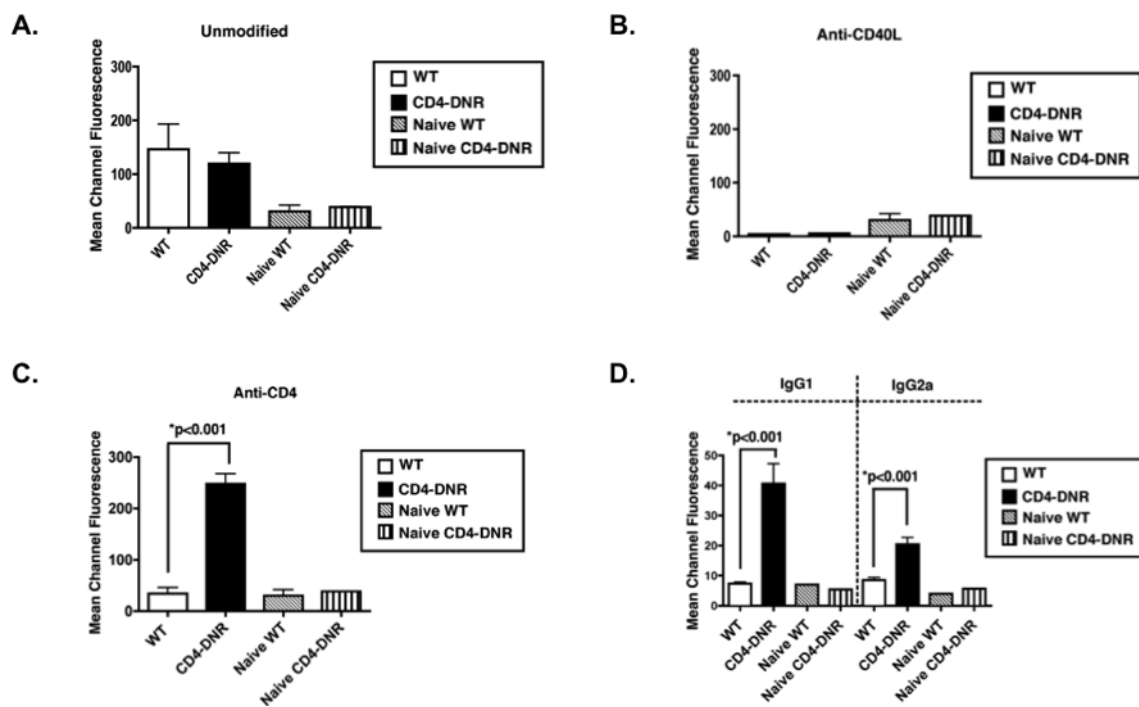 A.
Unmodified
Mean Channel Fluorescence
300
200
100
0
WT
CD4-DNR
Naive WT
Naive CD4-DNR
WT
CD4-DNR
Naive WT
Naive CD4-DNR
B.
Anti-CD40L
Mean Channel Fluorescence
300
200
100
0
WT
CD4-DNR
Naive WT
Naive CD4-DNR
WT
CD4-DNR
Naive WT
Naive CD4-DNR
C.
Anti-CD4
*p<0.001
Mean Channel Fluorescence
300
200
100
0
WT
CD4-DNR
Naive WT
Naive CD4-DNR
WT
CD4-DNR
Naive WT
Naive CD4-DNR
D.
IgG1
IgG2a
*p<0.001
*p<0.001
Mean Channel Fluorescence
50
40
30
20
10
0
WT
CD4-DNR
Naive WT
Naive CD4-DNR
WT
CD4-DNR
Naive WT
Naive CD4-DNR
WT
CD4-DNR
Naive WT
Naive CD4-DNR